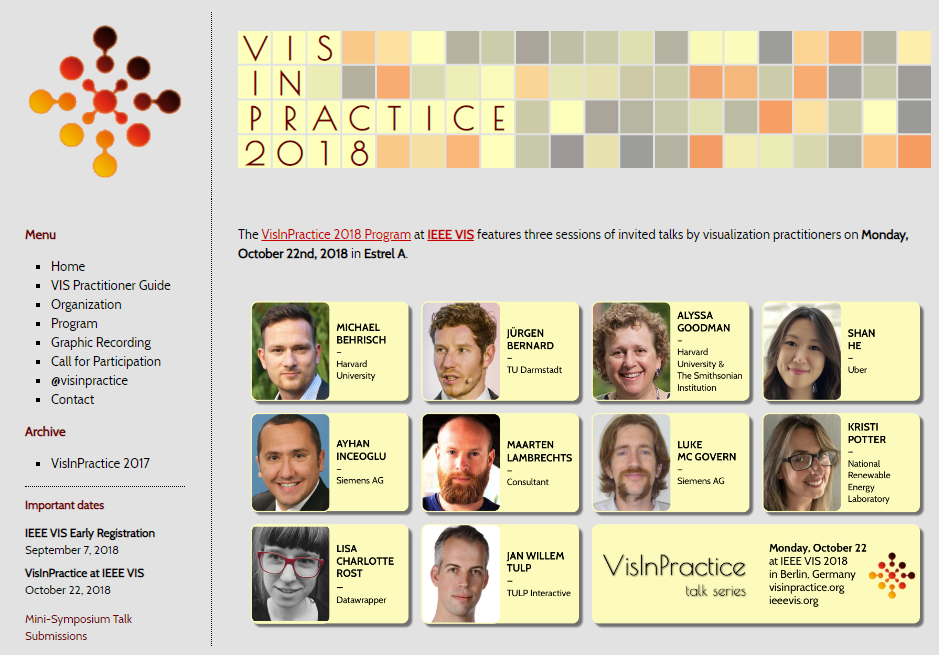 VIS
IN
PRACTICE
2018
Menu
Home
VIS Practitioner Guide
Organization
Program
Graphic Recording
Call for Participation
@visinpractice
Contact
Archive
VisInPractice 2017
Important dates
IEEE VIS Early Registration
September 7, 2018
VisInPractice at IEEE VIS
October 22, 2018
Mini-Symposium Talk
Submissions
The VisInPractice 2018 Program at IEEE VIS features three sessions of invited talks by visualization practitioners on Monday,
October 22nd, 2018 in Estrel A.
MICHAEL
BEHRISCH
–
Harvard
University
JÜRGEN
BERNARD
–
TU Darmstadt
ALYSSA
GOODMAN
–
Harvard
University &
The Smithsonian
Institution
SHAN
HE
–
Uber
AYHAN
INCEOGLU
–
Siemens AG
MAARTEN
LAMBRECHTS
–
Consultant
LUKE
MC GOVERN
–
Siemens AG
KRISTI
POTTER
–
National
Renewable
Energy
Laboratory
LISA
CHARLOTTE
ROST
–
Datawrapper
JAN WILLEM
TULP
–
TULP Interactive
VisInPractice
talk series
Monday, October 22
at IEEE VIS 2018
in Berlin, Germany
visinpractice.org
ieeevis.org